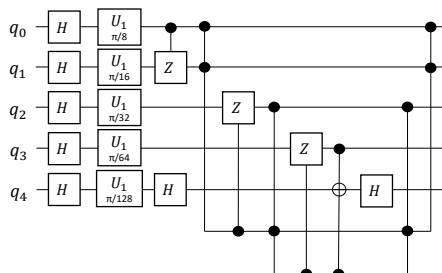 q₀ H U₁ π/8
q₁ H U₁ π/16 Z
q₂ H U₁ π/32 Z
q₃ H U₁ π/64 Z
q₄ H U₁ π/128 H H